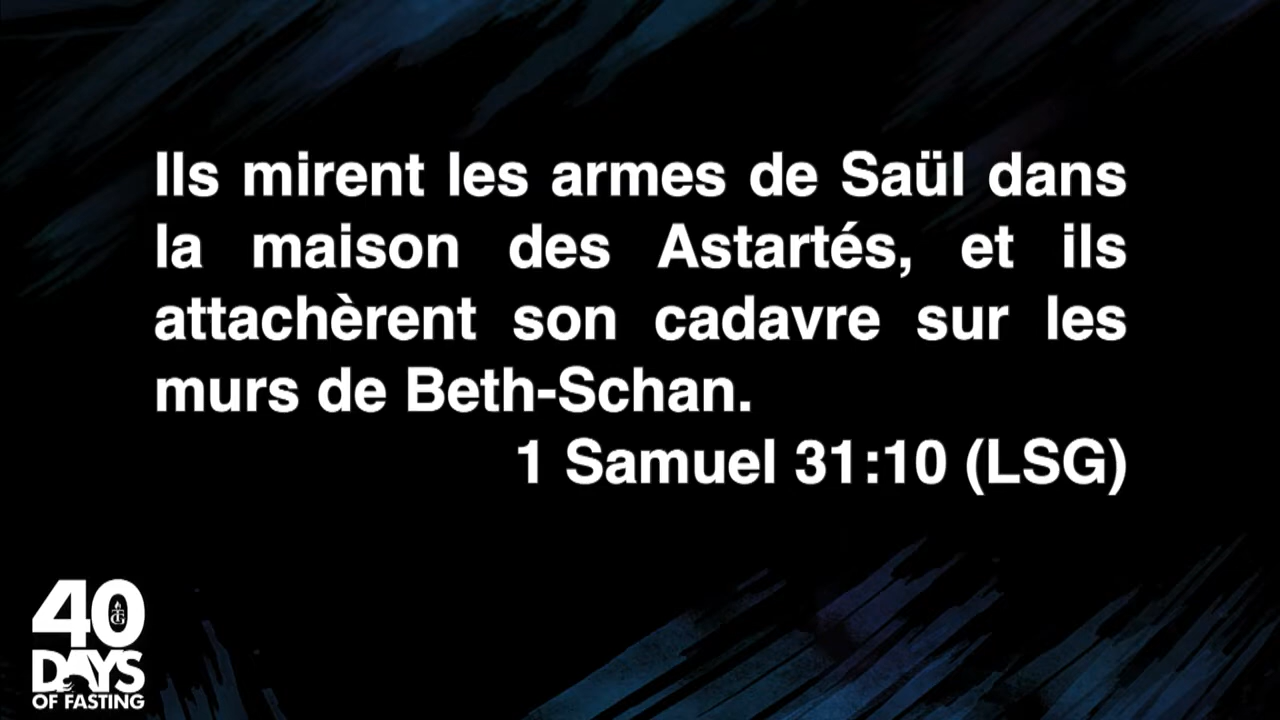 Ils mirent les armes de Saül dans
la maison des Astartés, et ils
attachèrent son cadavre sur les
murs de Beth-Schan.
1 Samuel 31:10 (LSG)
40
DAYS
OF FASTING